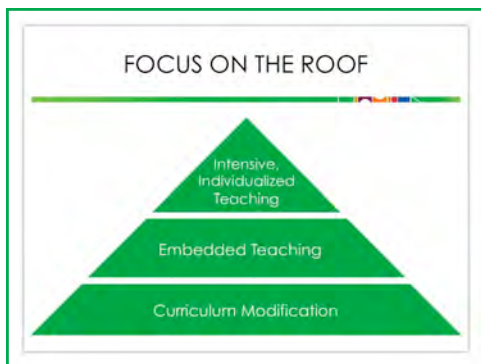 FOCUS ON THE ROOF
Intensive,
Individualized
Teaching
Embedded Teaching
Curriculum Modification